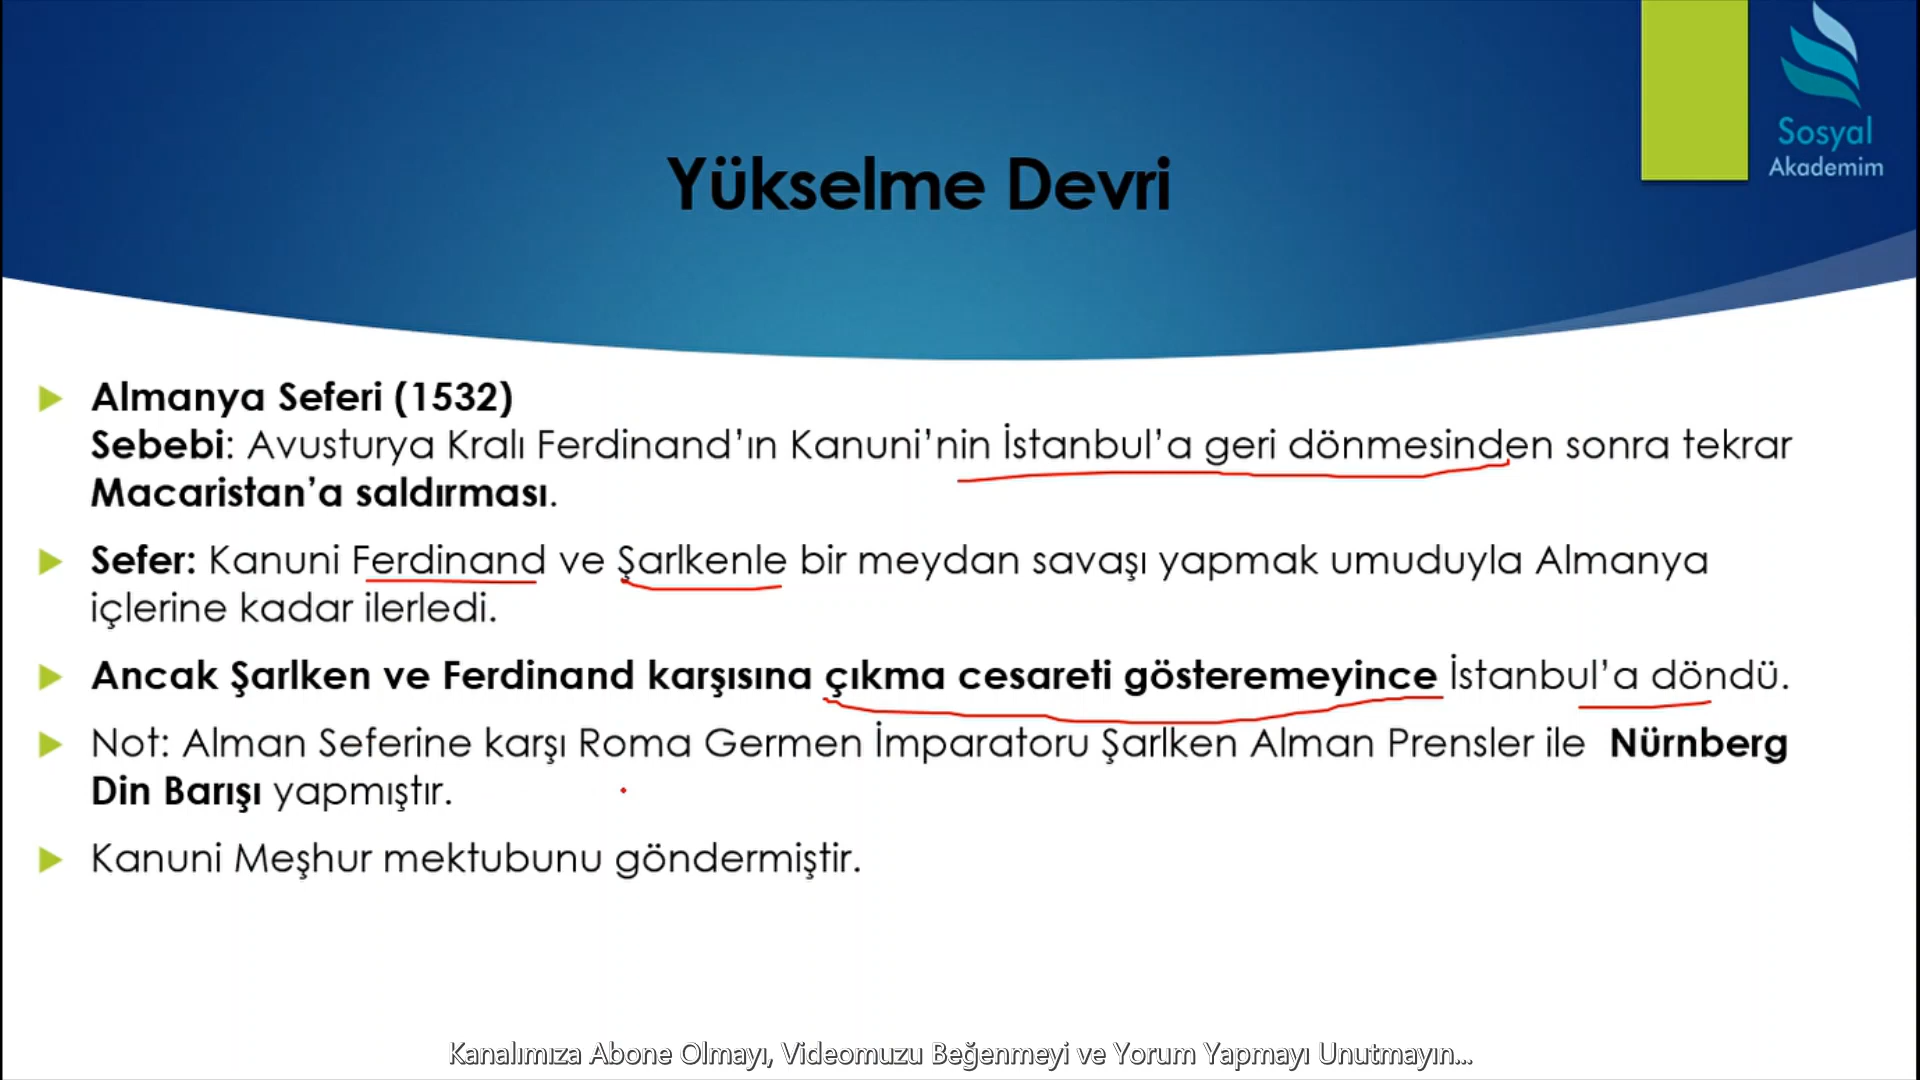 Sosyal
Akademim
Yükselme Devri
Almanya Seferi (1532)
Sebebi: Avusturya Kralı Ferdinand’ın Kanuni’nin İstanbul’a geri dönmesinden sonra tekrar
Macaristan’a saldırması.
Sefer: Kanuni Ferdinand ve Şarlkenle bir meydan savaşı yapmak umuduyla Almanya
içlerine kadar ilerledi.
Ancak Şarlken ve Ferdinand karşısına çıkma cesareti gösteremeyince İstanbul’a döndü.
Not: Alman Seferine karşı Roma Germen İmparatoru Şarlken Alman Prensler ile Nürnberg
Din Barışı yapmıştır.
Kanuni Meşhur mektubunu göndermiştir.
Kanalımıza Abone Olmayı, Videomuzu Beğenmeyi ve Yorum Yapmayı Unutmayın...